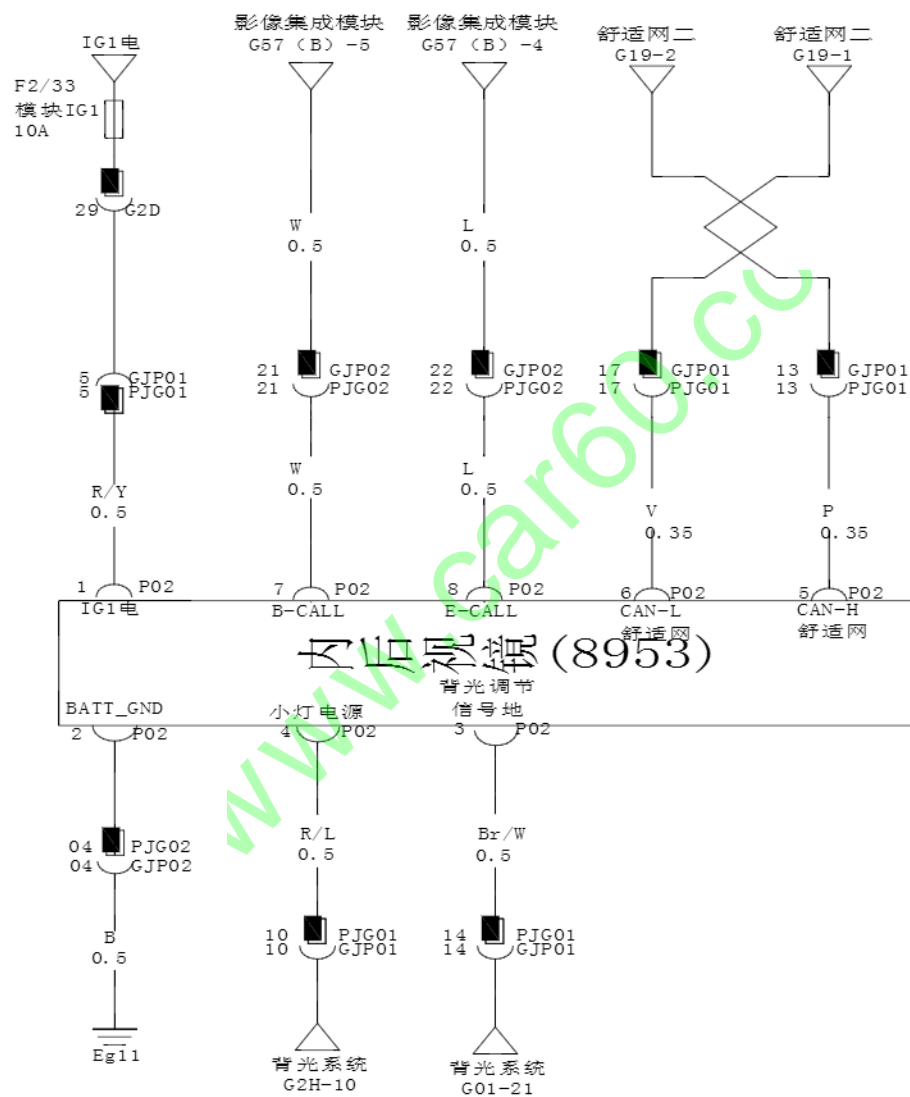 IG1电
影像集成模块
G57（B）-5
影像集成模块
G57（B）-4
舒适网二
G19-2
舒适网二
G19-1
F2/33
模块IG1
10A
29 G2D
W
0.5
L
0.5
5 GJP01
5 PJG01
21 GJP02
21 PJG02
22 GJP02
22 PJG02
17 GJP01
17 PJG01
13 GJP01
13 PJG01
R/Y
0.5
W
0.5
L
0.5
V
0.35
P
0.35
1 P02
7 P02
8 P02
6 P02
5 P02
IG1电
B-CALL
E-CALL
CAN-L
舒适网
CAN-H
舒适网
内后视镜(8953)
BATT_GND
小灯电源
背光调节
信号地
2 P02
4 P02
3 P02
04 PJG02
04 GJP02
R/L
0.5
Br/W
0.5
B
0.5
10 PJG01
10 GJP01
14 PJG01
14 GJP01
Eg11
背光系统
G2H-10
背光系统
G01-21
www.car60.co